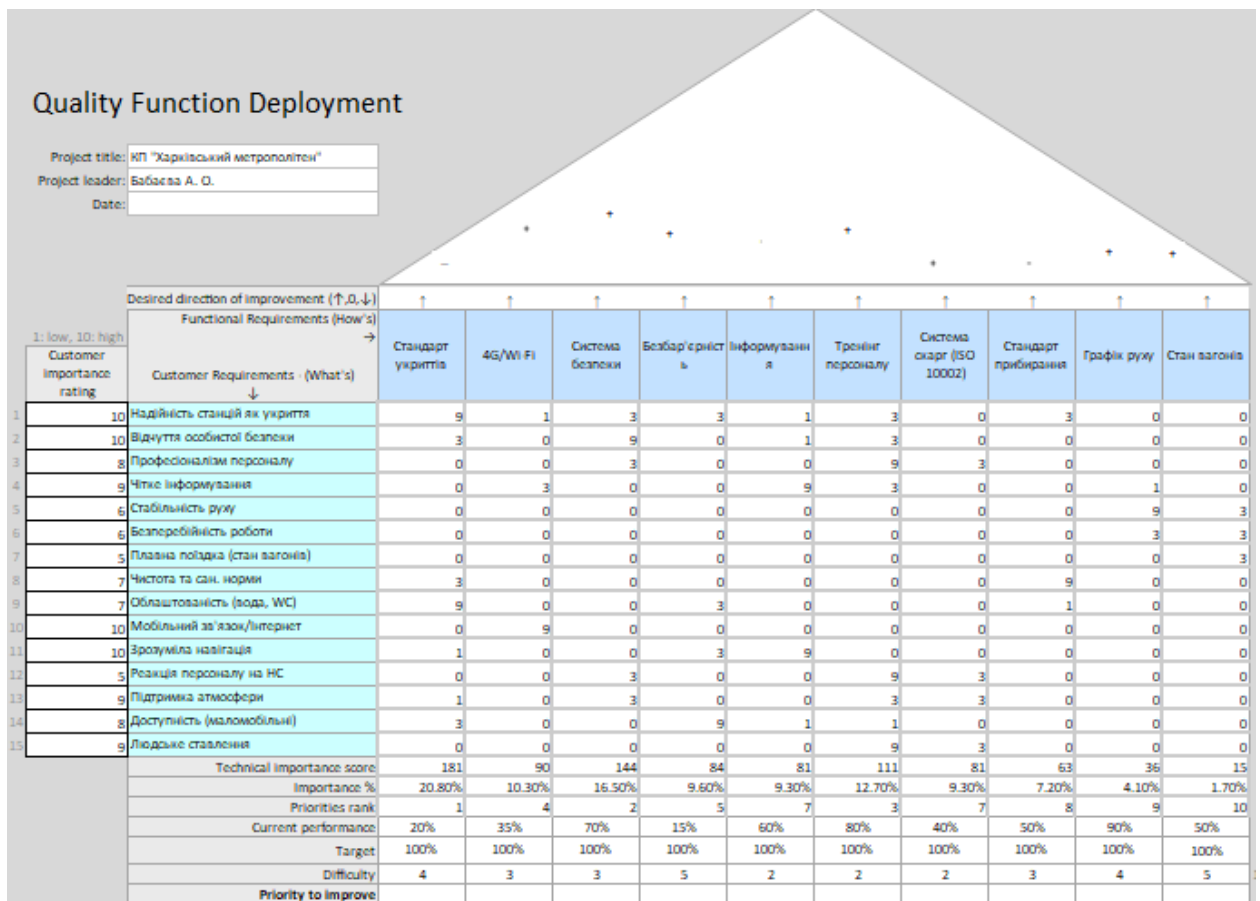 Quality Function Deployment
Project title: КП "Харківський метрополітен"
Project leader: Бабаєва А. О.
Date:
+
+
+
+
+
+
–
+
-
+
Desired direction of improvement (↑,0,↓) ↑ ↑ ↑ ↑ ↑ ↑ ↑ ↑ ↑ ↑
1: low, 10: high
Customer importance rating
Functional Requirements (How's) →
Customer Requirements - (What's) ↓
Стандарт укриттів
4G/Wi-Fi
Система безпеки
Безбар'єрність
Інформування
Тренінг персоналу
Система скарг (ISO 10002)
Стандарт прибирання
Графік руху
Стан вагонів
1 10 Надійність станцій як укриття 9 1 3 3 1 3 0 3 0 0
2 10 Відчуття особистої безпеки 3 0 9 0 1 3 0 0 0 0
3 8 Професіоналізм персоналу 0 0 3 0 0 9 3 0 0 0
4 9 Чітке інформування 0 3 0 0 9 3 0 0 1 0
5 6 Стабільність руху 0 0 0 0 0 0 0 0 9 3
6 6 Безперебійність роботи 0 0 0 0 0 0 0 0 3 3
7 5 Плавна поїздка (стан вагонів) 0 0 0 0 0 0 0 0 0 3
8 7 Чистота та сан. норми 3 0 0 0 0 0 0 9 0 0
9 7 Облаштованість (вода, WC) 9 0 0 3 0 0 0 1 0 0
10 10 Мобільний зв'язок/Інтернет 0 9 0 0 0 0 0 0 0 0
11 10 Зрозуміла навігація 1 0 0 3 9 0 0 0 0 0
12 5 Реакція персоналу на НС 0 0 3 0 0 9 3 0 0 0
13 9 Підтримка атмосфери 1 0 3 0 0 3 3 0 0 0
14 8 Доступність (маломобільні) 3 0 0 9 1 1 0 0 0 0
15 9 Людське ставлення 0 0 0 0 0 9 3 0 0 0
Technical importance score 181 90 144 84 81 111 81 63 36 15
Importance % 20.80% 10.30% 16.50% 9.60% 9.30% 12.70% 9.30% 7.20% 4.10% 1.70%
Priorities rank 1 4 2 5 7 3 7 8 9 10
Current performance 20% 35% 70% 15% 60% 80% 40% 50% 90% 50%
Target 100% 100% 100% 100% 100% 100% 100% 100% 100% 100%
Difficulty 4 3 3 5 2 2 2 3 4 5
Priority to improve